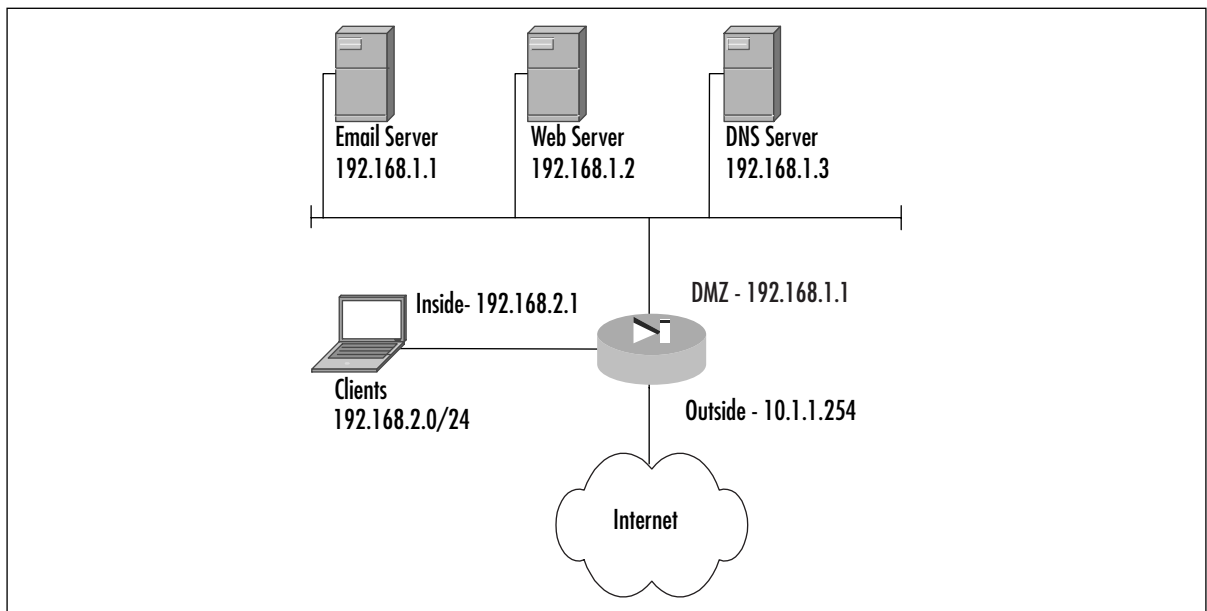 Email Server
192.168.1.1
Web Server
192.168.1.2
DNS Server
192.168.1.3
Inside- 192.168.2.1
DMZ - 192.168.1.1
Clients
192.168.2.0/24
Outside - 10.1.1.254
Internet